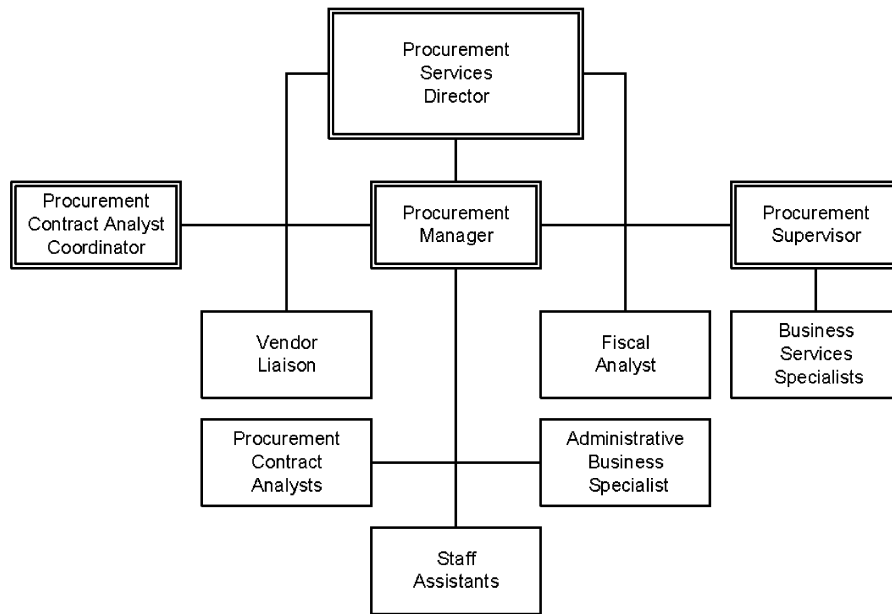 Procurement
Services
Director
Procurement
Contract Analyst
Coordinator
Procurement
Manager
Procurement
Supervisor
Vendor
Liaison
Fiscal
Analyst
Business
Services
Specialists
Procurement
Contract
Analysts
Administrative
Business
Specialist
Staff
Assistants